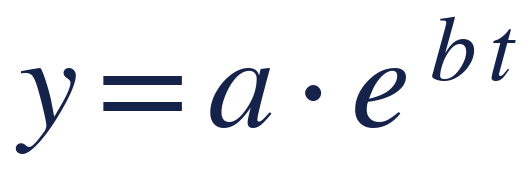 y = a · e^{bt}